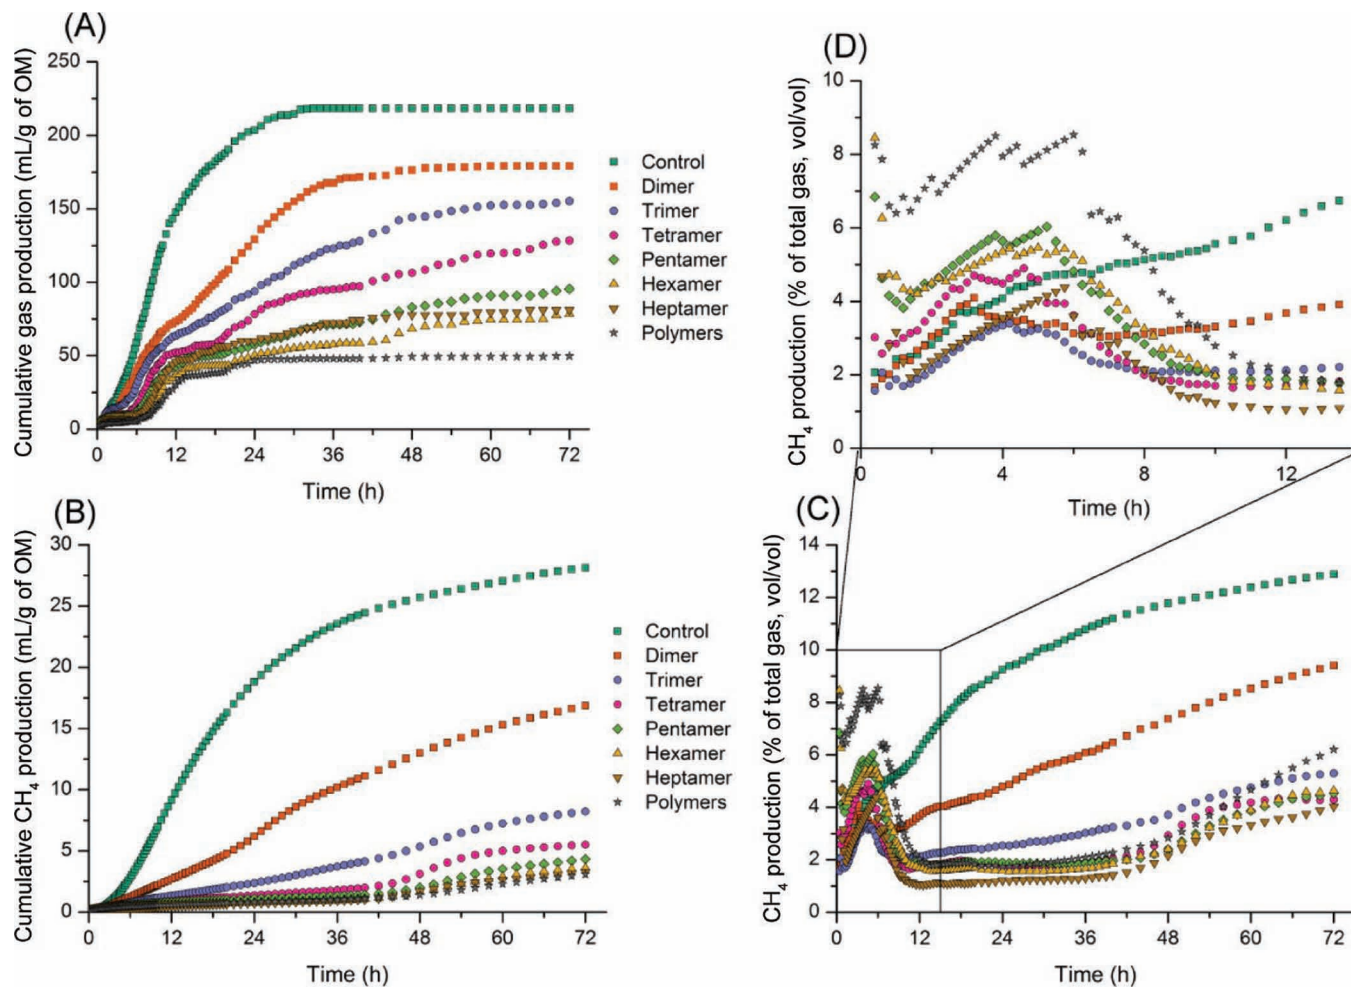 (A)
Cumulative gas production (mL/g of OM)
250
200
150
100
50
0
0 12 24 36 48 60 72
Time (h)
Control
Dimer
Trimer
Tetramer
Pentamer
Hexamer
Heptamer
Polymers
(D)
CH4 production (% of total gas, vol/vol)
10
8
6
4
2
0
0 4 8 12
Time (h)
(B)
Cumulative CH4 production (mL/g of OM)
30
25
20
15
10
5
0
0 12 24 36 48 60 72
Time (h)
Control
Dimer
Trimer
Tetramer
Pentamer
Hexamer
Heptamer
Polymers
(C)
CH4 production (% of total gas, vol/vol)
14
12
10
8
6
4
2
0
0 12 24 36 48 60 72
Time (h)